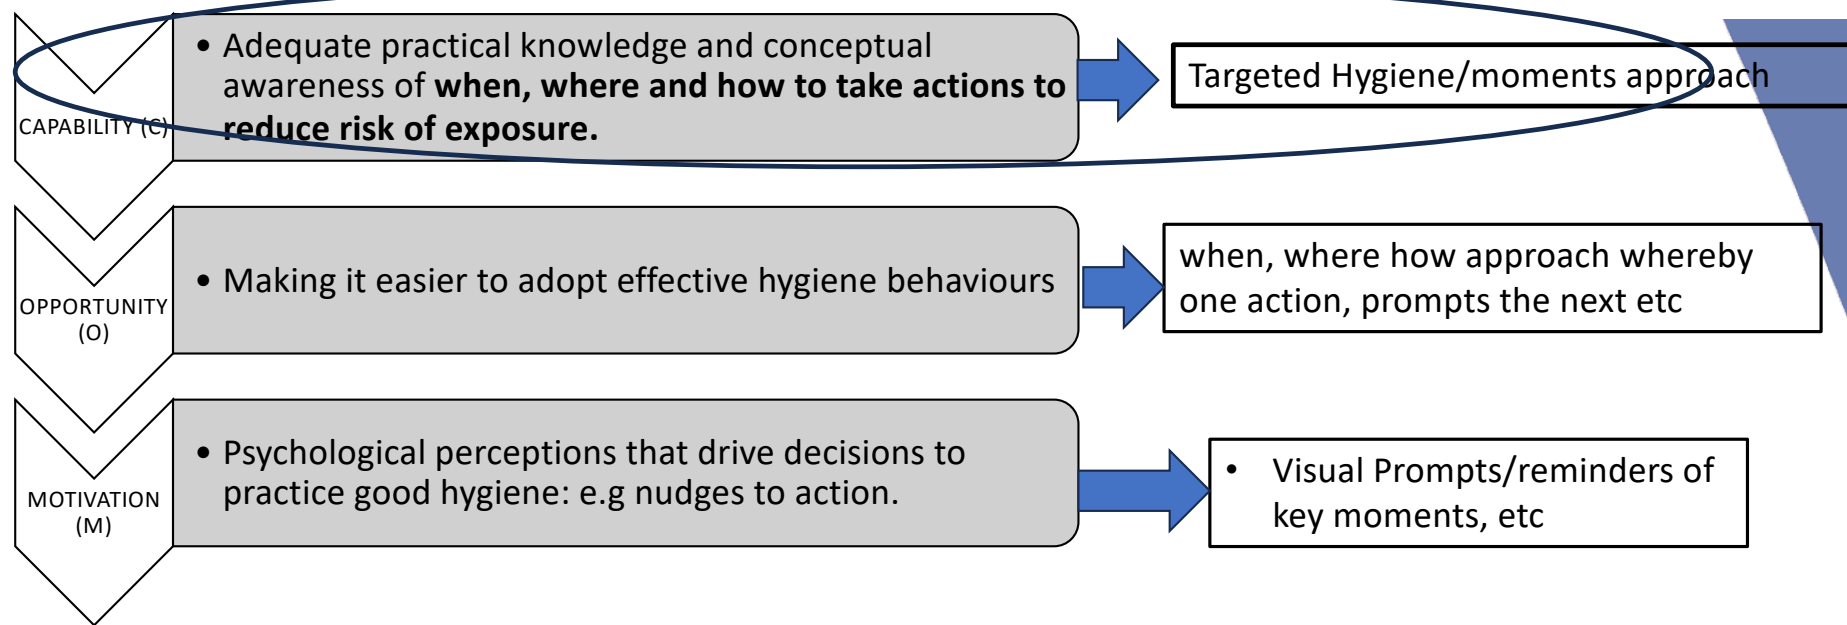 • Adequate practical knowledge and conceptual
awareness of when, where and how to take actions to
reduce risk of exposure.
CAPABILITY (C)
Targeted Hygiene/moments approach
• Making it easier to adopt effective hygiene behaviours
OPPORTUNITY
(O)
when, where how approach whereby
one action, prompts the next etc
• Psychological perceptions that drive decisions to
practice good hygiene: e.g nudges to action.
MOTIVATION
(M)
• Visual Prompts/reminders of
key moments, etc